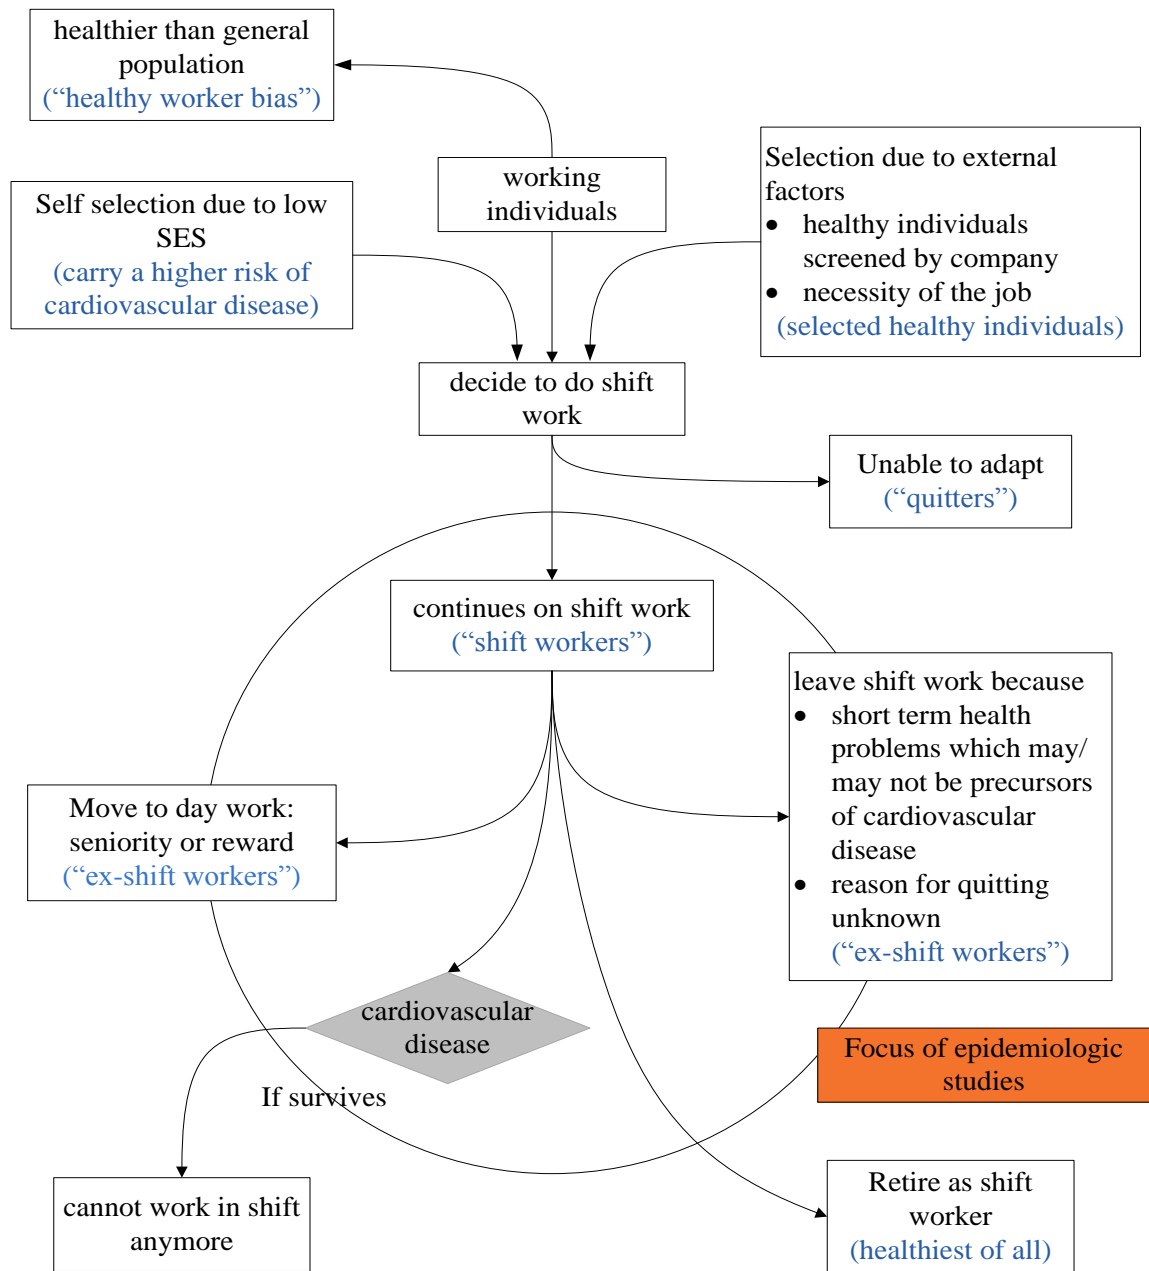 healthier than general
population
(“healthy worker bias”)
working
individuals
Selection due to external
factors
• healthy individuals
screened by company
• necessity of the job
(selected healthy individuals)
Self selection due to low
SES
(carry a higher risk of
cardiovascular disease)
decide to do shift
work
Unable to adapt
(“quitters”)
continues on shift work
(“shift workers”)
leave shift work because
• short term health
problems which may/
may not be precursors
of cardiovascular
disease
• reason for quitting
unknown
(“ex-shift workers”)
Move to day work:
seniority or reward
(“ex-shift workers”)
cardiovascular
disease
Focus of epidemiologic
studies
If survives
cannot work in shift
anymore
Retire as shift
worker
(healthiest of all)